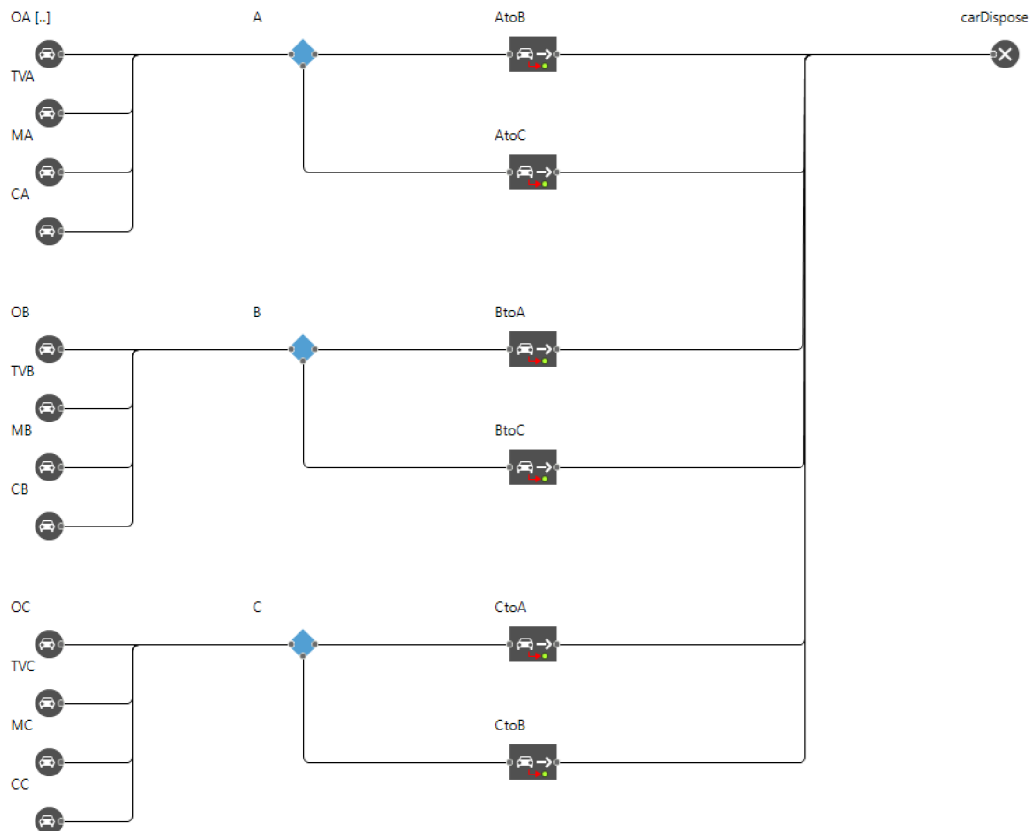 OA [..]
A
AtoB
carDispose
TVA
MA
AtoC
CA
OB
B
BtoA
TVB
MB
BtoC
CB
OC
C
CtoA
TVC
MC
CtoB
CC